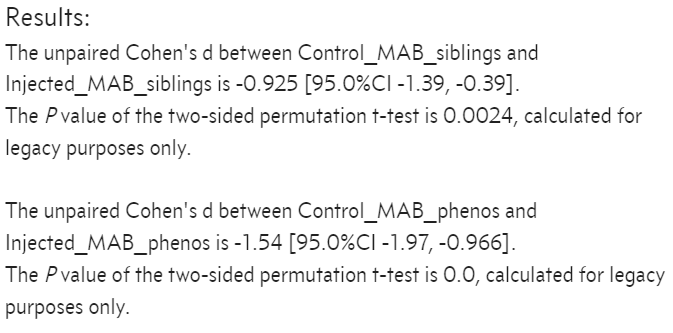 Results:
The unpaired Cohen's d between Control_MAB_siblings and
Injected_MAB_siblings is -0.925 [95.0%CI -1.39, -0.39].
The P value of the two-sided permutation t-test is 0.0024, calculated for
legacy purposes only.
The unpaired Cohen's d between Control_MAB_phenos and
Injected_MAB_phenos is -1.54 [95.0%CI -1.97, -0.966].
The P value of the two-sided permutation t-test is 0.0, calculated for legacy
purposes only.